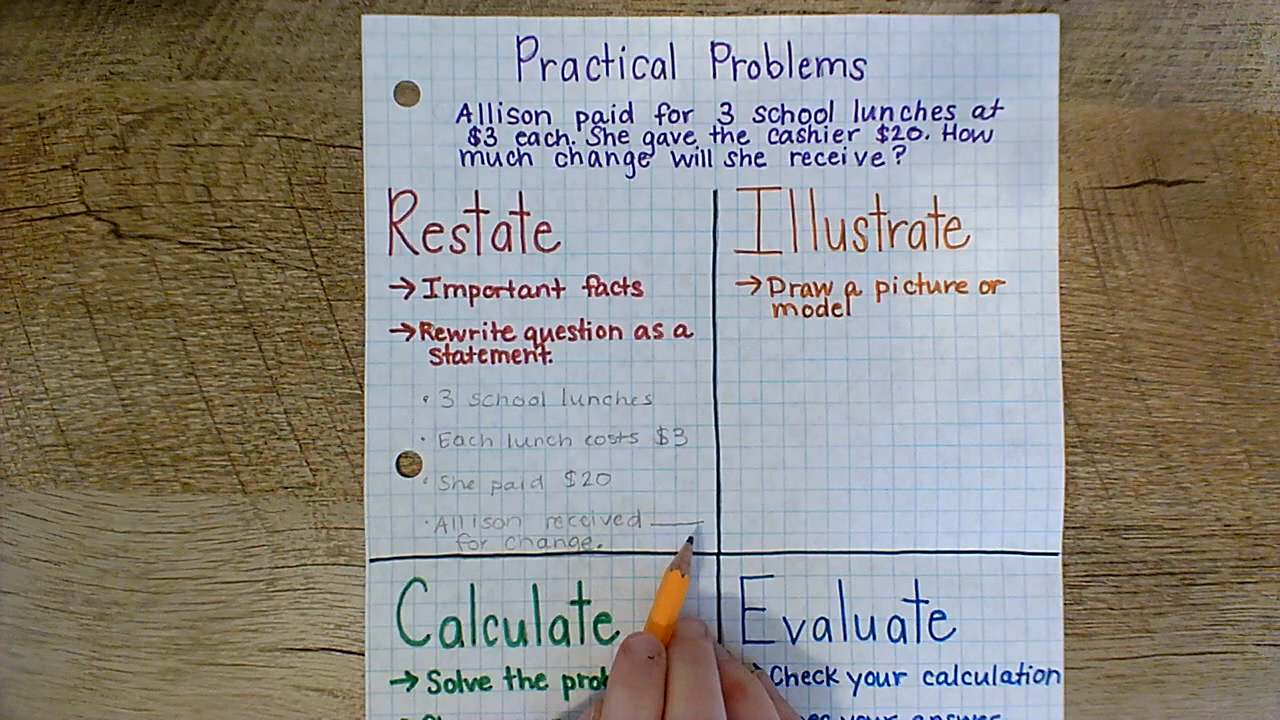 Practical Problems
Allison paid for 3 school lunches at
$3 each. She gave the cashier $20. How
much change will she receive?
Restate
→ Important facts
→ Rewrite question as a
statement.
• 3 school lunches
• Each lunch costs $3
• She paid $20
• Allison received ___
for change.
Illustrate
→ Draw a picture or
model
Calculate
→ Solve the
Evaluate
Check your calculation
your answer